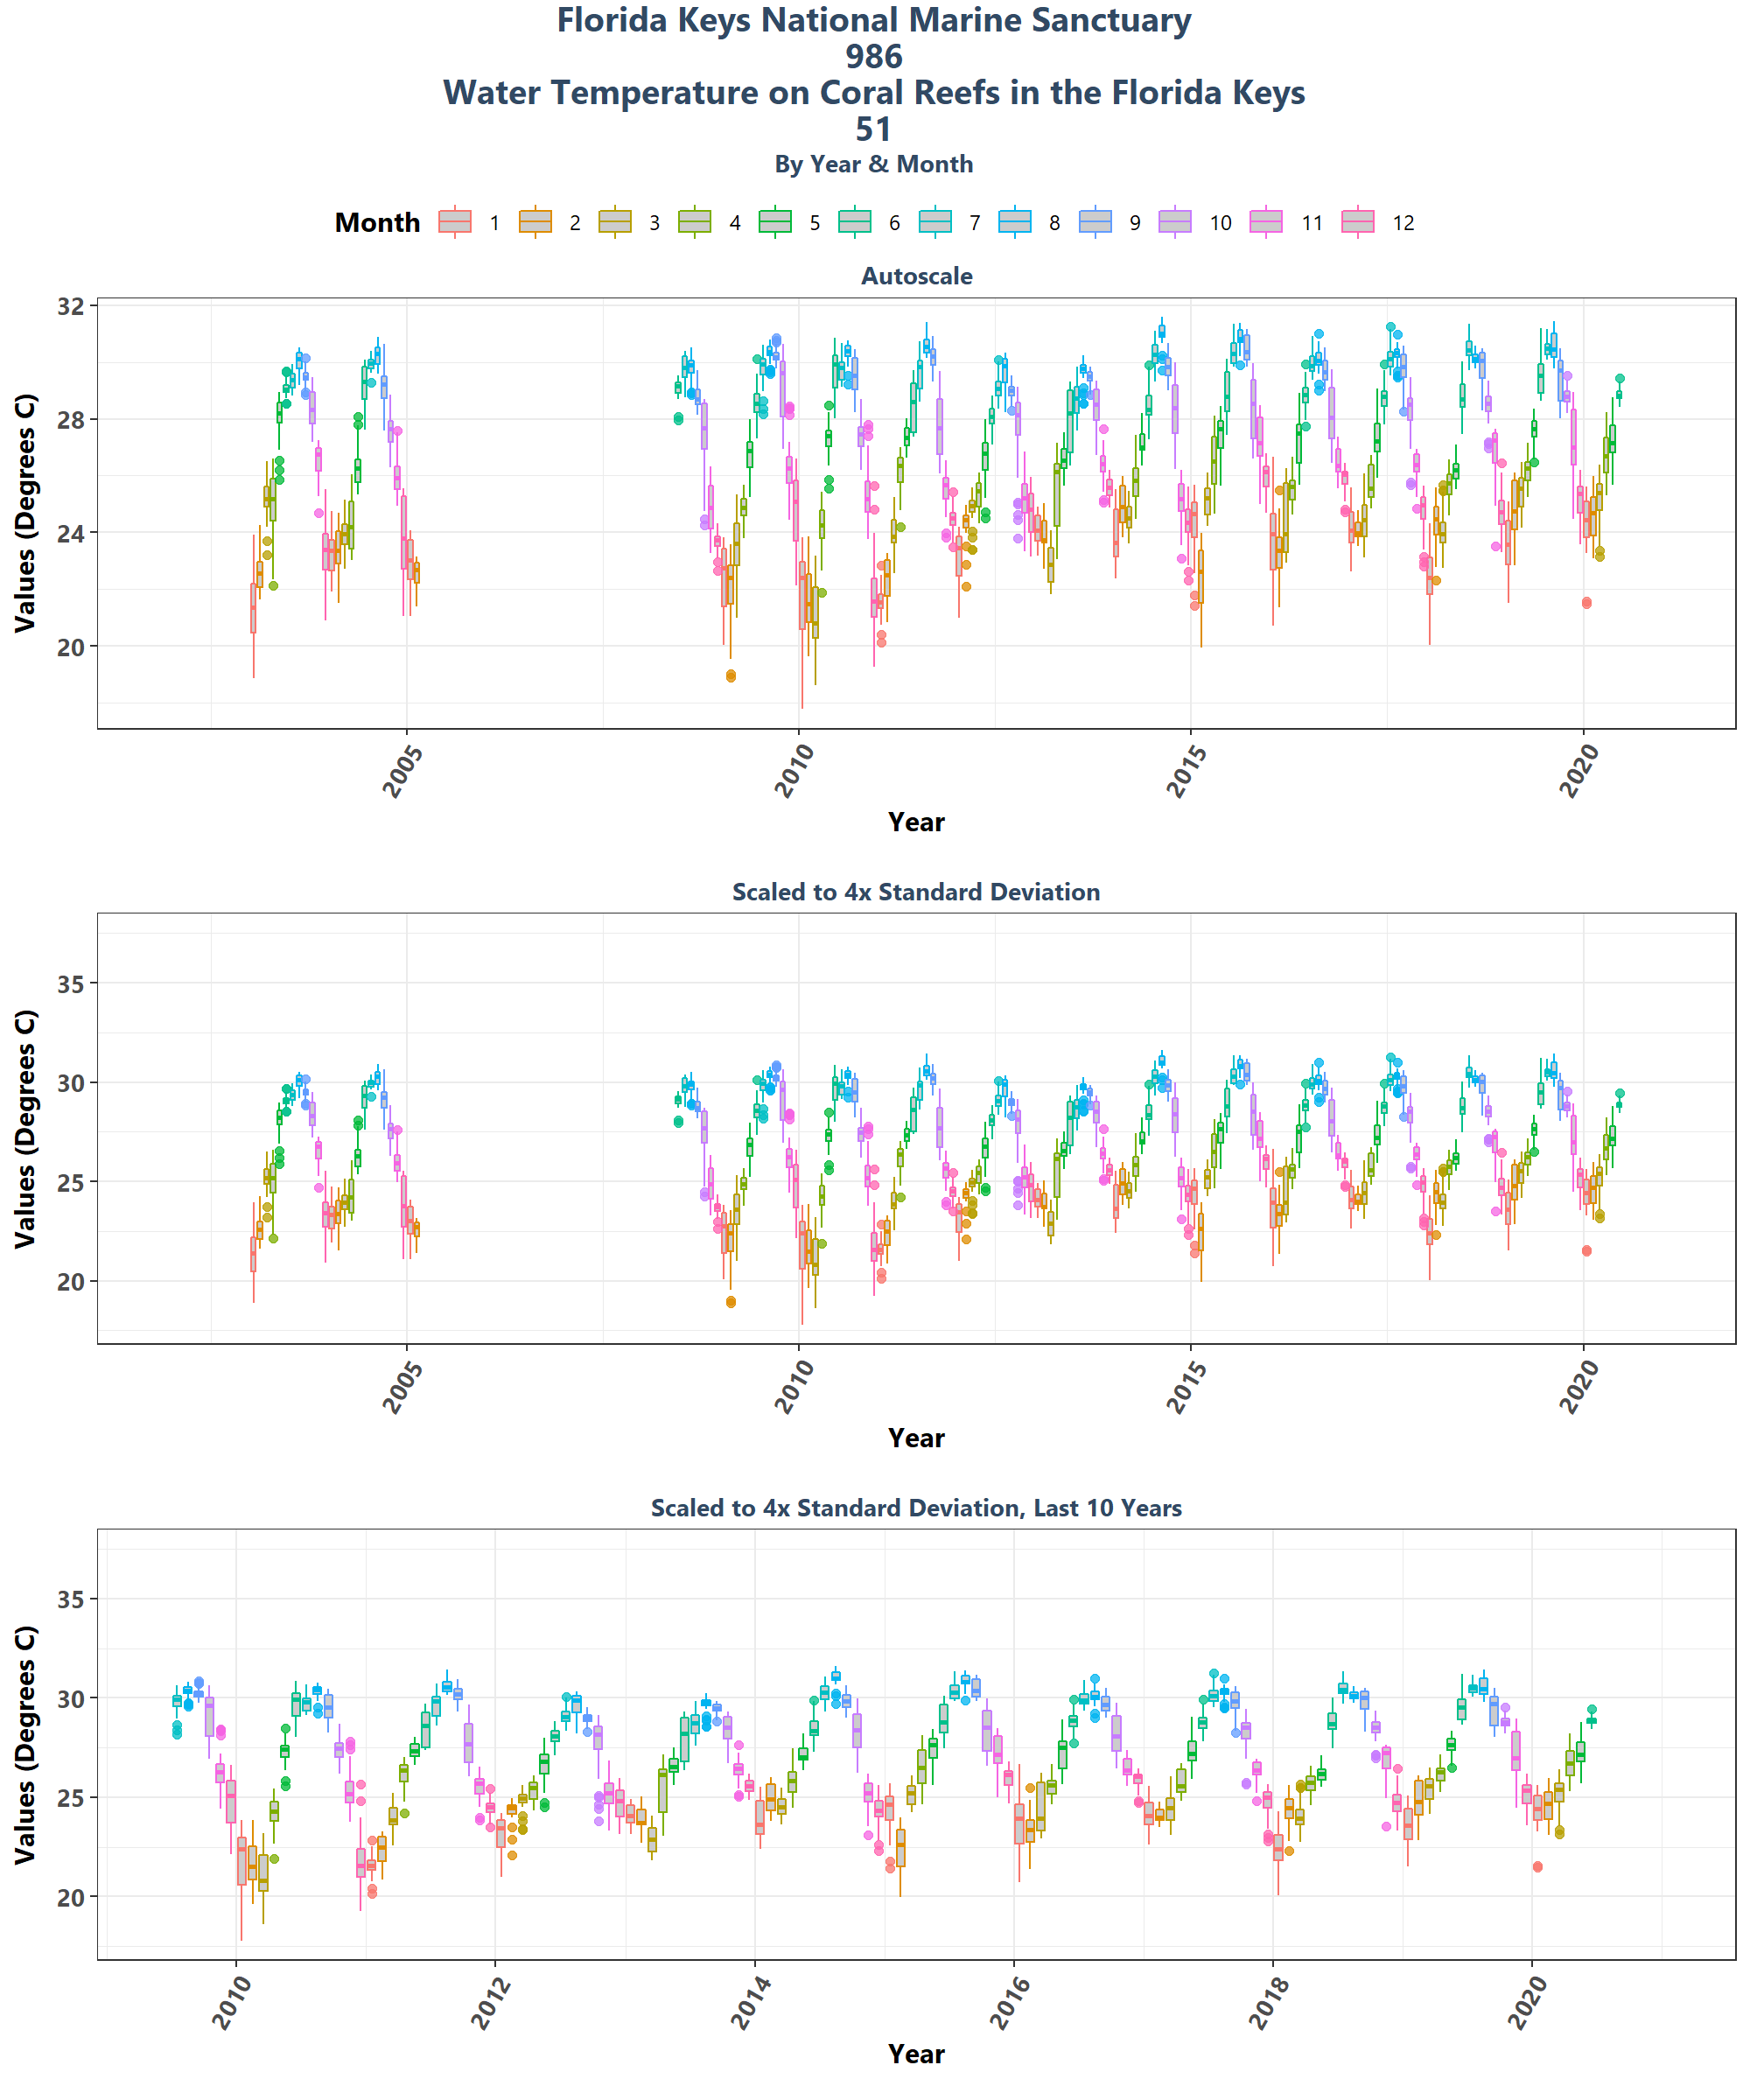 Florida Keys National Marine Sanctuary
986
Water Temperature on Coral Reefs in the Florida Keys
51
By Year & Month
Month 1 2 3 4 5 6 7 8 9 10 11 12
Autoscale
Values (Degrees C)
32
28
24
20
2005 2010 2015 2020
Year
Scaled to 4x Standard Deviation
Values (Degrees C)
35
30
25
20
2005 2010 2015 2020
Year
Scaled to 4x Standard Deviation, Last 10 Years
Values (Degrees C)
35
30
25
20
2010 2012 2014 2016 2018 2020
Year